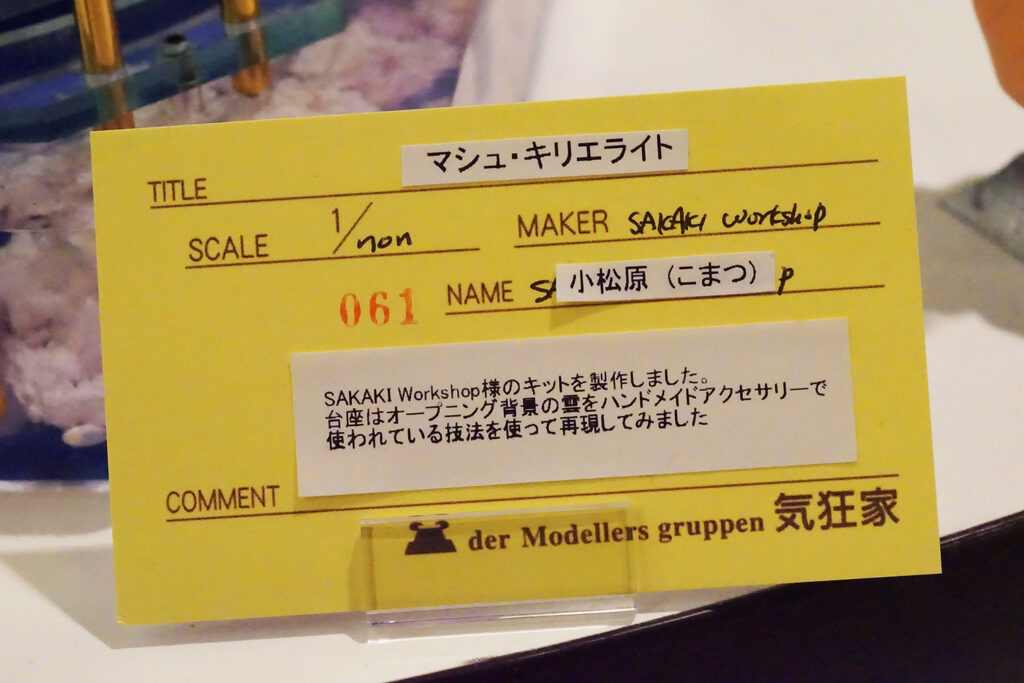 TITLE マシュ・キリエライト
SCALE 1/non MAKER SAKAKI workshop
061 NAME 小松原（こまつ） p
SAKAKI Workshop様のキットを製作しました。
台座はオープニング背景の雲をハンドメイドアクセサリーで
使われている技法を使って再現してみました
COMMENT
der Modellers gruppen 気狂家